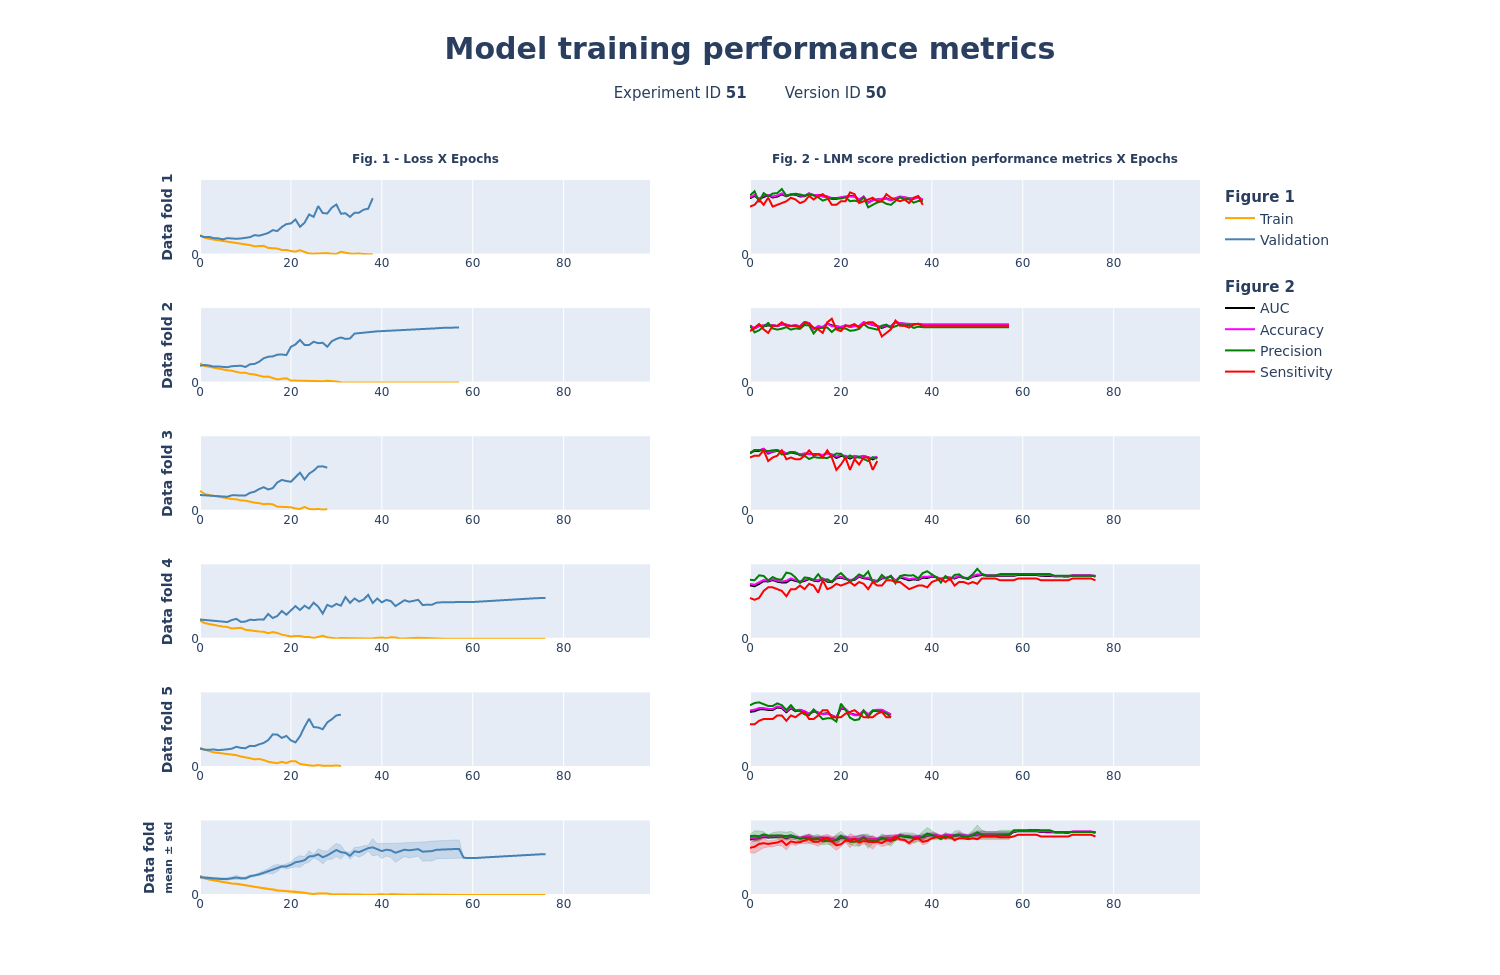 Model training performance metrics
Experiment ID 51 Version ID 50
Fig. 1 - Loss X Epochs
Fig. 2 - LNM score prediction performance metrics X Epochs
Data fold 1
0
0 20 40 60 80
0
0 20 40 60 80
Data fold 2
0
0 20 40 60 80
0
0 20 40 60 80
Data fold 3
0
0 20 40 60 80
0
0 20 40 60 80
Data fold 4
0
0 20 40 60 80
0
0 20 40 60 80
Data fold 5
0
0 20 40 60 80
0
0 20 40 60 80
Data fold
mean ± std
0
0 20 40 60 80
0
0 20 40 60 80
Figure 1
Train
Validation
Figure 2
AUC
Accuracy
Precision
Sensitivity